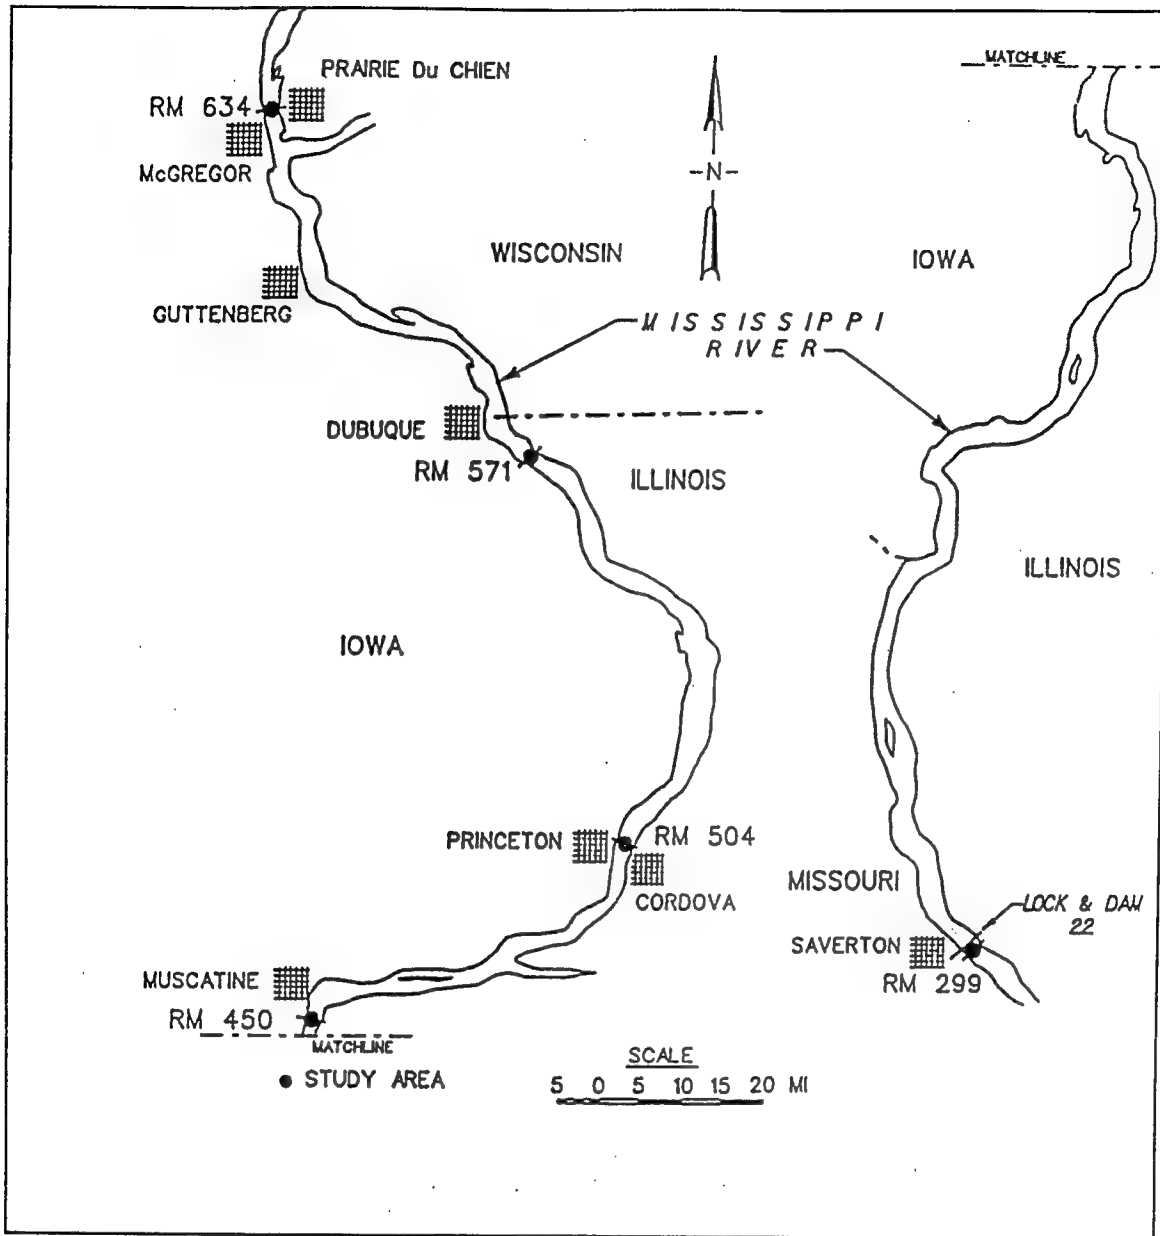 PRAIRIE Du CHIEN
RM 634
McGREGOR
GUTTENBERG
WISCONSIN
-N-
MATCHLINE
IOWA
MISSISSIPPI
RIVER
DUBUQUE
RM 571
ILLINOIS
ILLINOIS
IOWA
PRINCETON
RM 504
CORDOVA
MISSOURI
LOCK & DAM
22
SAVERTON
RM 299
MUSCATINE
RM 450
MATCHLINE
● STUDY AREA
SCALE
5 0 5 10 15 20 MI